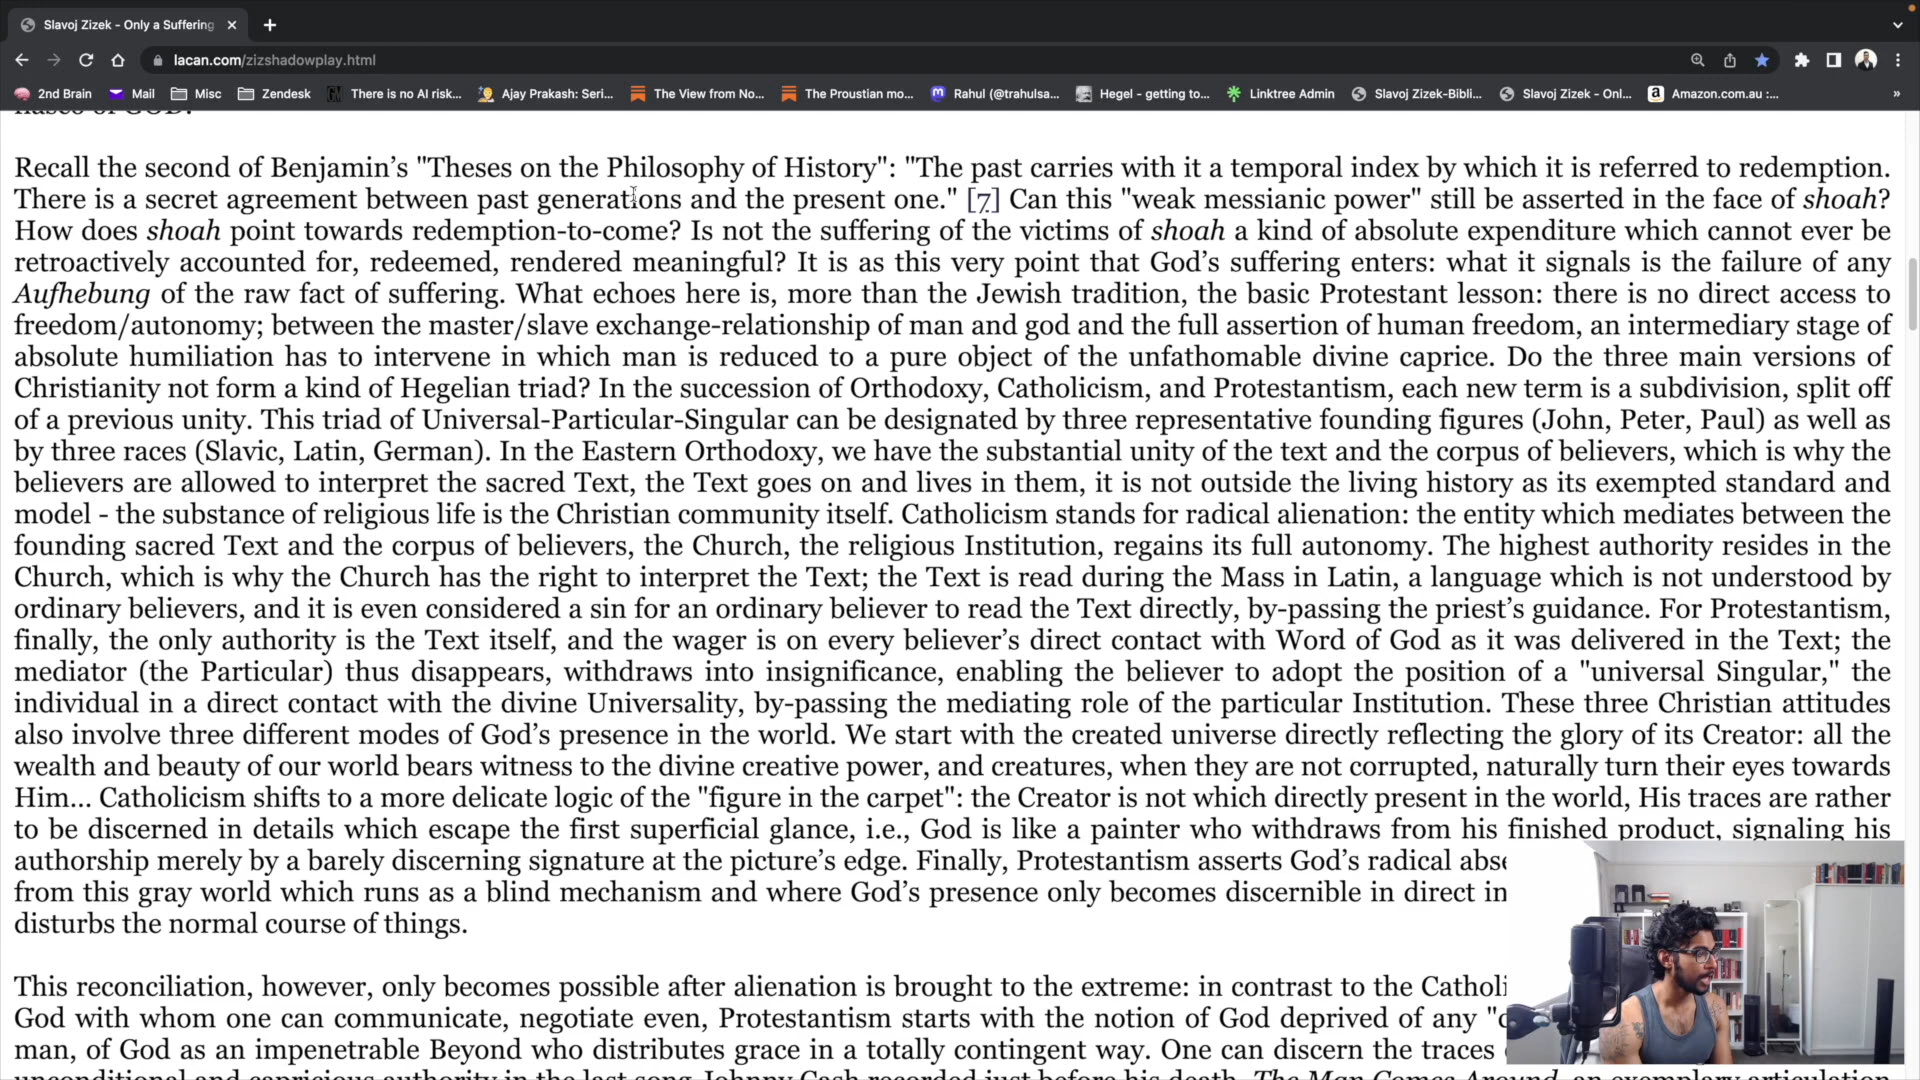 Slavoj Zizek - Only a Suffering
lacan.com/zizshadowplay.html
2nd Brain Mail Misc Zendesk There is no AI risk... Ajay Prakash: Seri... The View from No... The Proustian mo... Rahul (@trahulsa... Hegel - getting to... Linktree Admin Slavoj Zizek-Bibli... Slavoj Zizek - Onl... Amazon.com.au :... »
fiasco of GOD.
Recall the second of Benjamin’s "Theses on the Philosophy of History": "The past carries with it a temporal index by which it is referred to redemption.
There is a secret agreement between past generations and the present one." [7] Can this "weak messianic power" still be asserted in the face of shoah?
How does shoah point towards redemption-to-come? Is not the suffering of the victims of shoah a kind of absolute expenditure which cannot ever be
retroactively accounted for, redeemed, rendered meaningful? It is as this very point that God’s suffering enters: what it signals is the failure of any
Aufhebung of the raw fact of suffering. What echoes here is, more than the Jewish tradition, the basic Protestant lesson: there is no direct access to
freedom/autonomy; between the master/slave exchange-relationship of man and god and the full assertion of human freedom, an intermediary stage of
absolute humiliation has to intervene in which man is reduced to a pure object of the unfathomable divine caprice. Do the three main versions of
Christianity not form a kind of Hegelian triad? In the succession of Orthodoxy, Catholicism, and Protestantism, each new term is a subdivision, split off
of a previous unity. This triad of Universal-Particular-Singular can be designated by three representative founding figures (John, Peter, Paul) as well as
by three races (Slavic, Latin, German). In the Eastern Orthodoxy, we have the substantial unity of the text and the corpus of believers, which is why the
believers are allowed to interpret the sacred Text, the Text goes on and lives in them, it is not outside the living history as its exempted standard and
model - the substance of religious life is the Christian community itself. Catholicism stands for radical alienation: the entity which mediates between the
founding sacred Text and the corpus of believers, the Church, the religious Institution, regains its full autonomy. The highest authority resides in the
Church, which is why the Church has the right to interpret the Text; the Text is read during the Mass in Latin, a language which is not understood by
ordinary believers, and it is even considered a sin for an ordinary believer to read the Text directly, by-passing the priest’s guidance. For Protestantism,
finally, the only authority is the Text itself, and the wager is on every believer’s direct contact with Word of God as it was delivered in the Text; the
mediator (the Particular) thus disappears, withdraws into insignificance, enabling the believer to adopt the position of a "universal Singular," the
individual in a direct contact with the divine Universality, by-passing the mediating role of the particular Institution. These three Christian attitudes
also involve three different modes of God’s presence in the world. We start with the created universe directly reflecting the glory of its Creator: all the
wealth and beauty of our world bears witness to the divine creative power, and creatures, when they are not corrupted, naturally turn their eyes towards
Him... Catholicism shifts to a more delicate logic of the "figure in the carpet": the Creator is not which directly present in the world, His traces are rather
to be discerned in details which escape the first superficial glance, i.e., God is like a painter who withdraws from his finished product, signaling his
authorship merely by a barely discerning signature at the picture’s edge. Finally, Protestantism asserts God’s radical abse
from this gray world which runs as a blind mechanism and where God’s presence only becomes discernible in direct in
disturbs the normal course of things.
This reconciliation, however, only becomes possible after alienation is brought to the extreme: in contrast to the Catholi
God with whom one can communicate, negotiate even, Protestantism starts with the notion of God deprived of any "c
man, of God as an impenetrable Beyond who distributes grace in a totally contingent way. One can discern the traces
unconditional and capricious authority in the last song Johnny Cash recorded just before his death, The Man Comes Around, an exemplary articulation